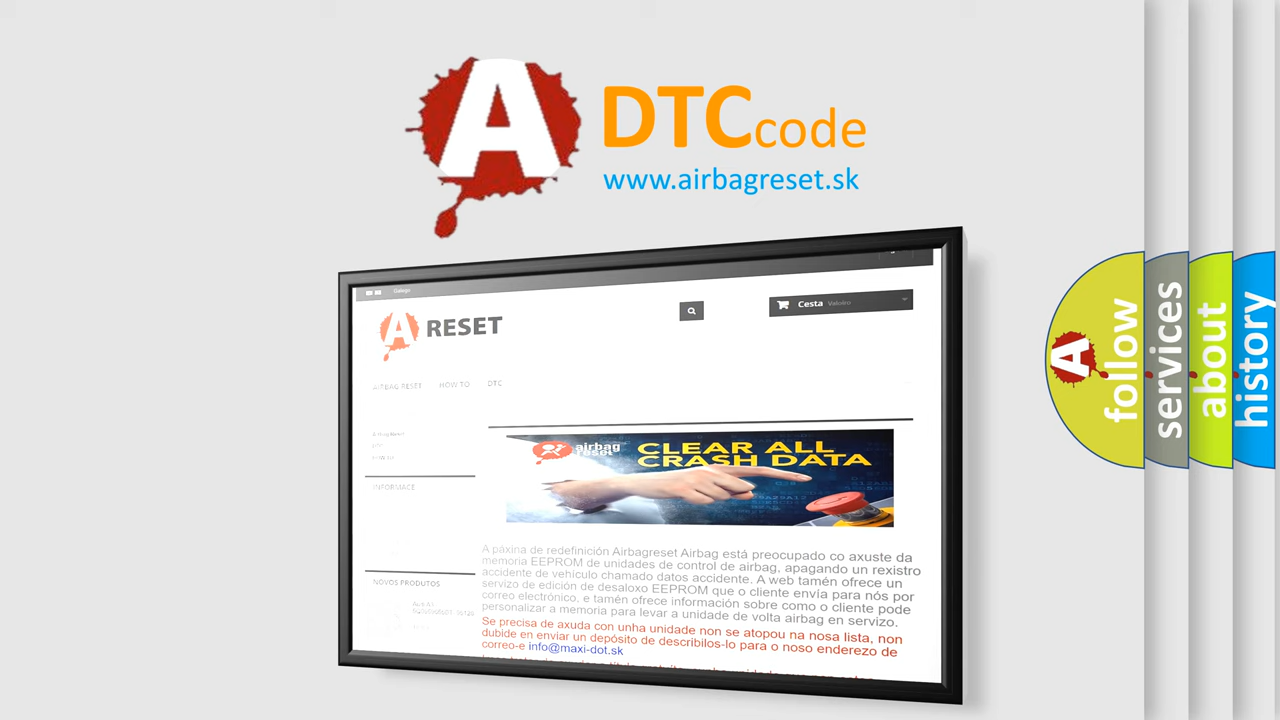 A
DTCcode
www.airbagreset.sk
Galego
A RESET
Cesta Valeiro
AIRBAG RESET HOW TO DTC
INFORMACE
airbag
reset
CLEAR ALL
CRASH DATA
A páxina de redefinición Airbagreset Airbag está preocupado co axuste da
memoria EEPROM de unidades de control de airbag, apagando un rexistro
accidente de vehículo chamado datos accidente. A web tamén ofrece un
servizo de edición de desaloxo EEPROM que o cliente envía para nós por
correo electrónico, e tamén ofrece información sobre como o cliente pode
personalizar a memoria para levar a unidade de volta airbag en servizo.
NOVOS PRODUTOS
Se precisa de axuda con unha unidade non se atopou na nosa lista, non
dubide en enviar un depósito de describilos-lo para o noso enderezo de
correo-e info@maxi-dot.sk
A
follow
services
about
history